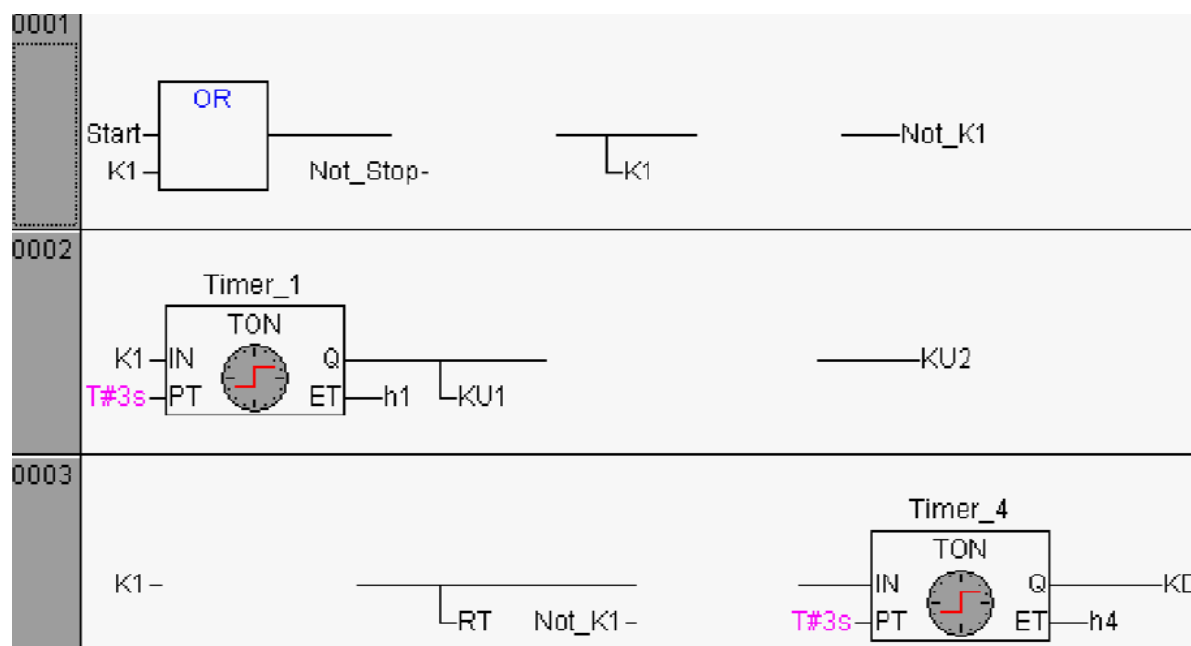 0001
OR
Start
K1
Not_Stop
K1
Not_K1
0002
Timer_1
TON
K1 IN Q KU2
T#3s PT ET h1 KU1
0003
Timer_4
TON
K1 IN Q
RT Not_K1 T#3s PT ET h4